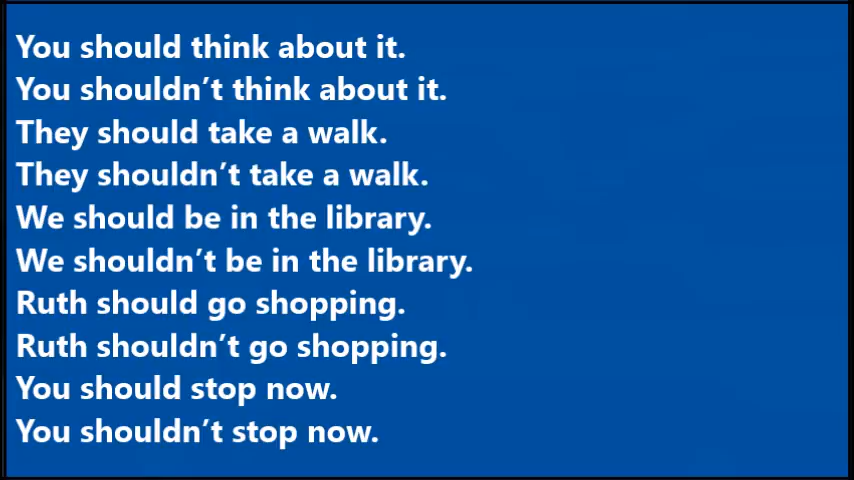 You should think about it.
You shouldn’t think about it.
They should take a walk.
They shouldn’t take a walk.
We should be in the library.
We shouldn’t be in the library.
Ruth should go shopping.
Ruth shouldn’t go shopping.
You should stop now.
You shouldn’t stop now.